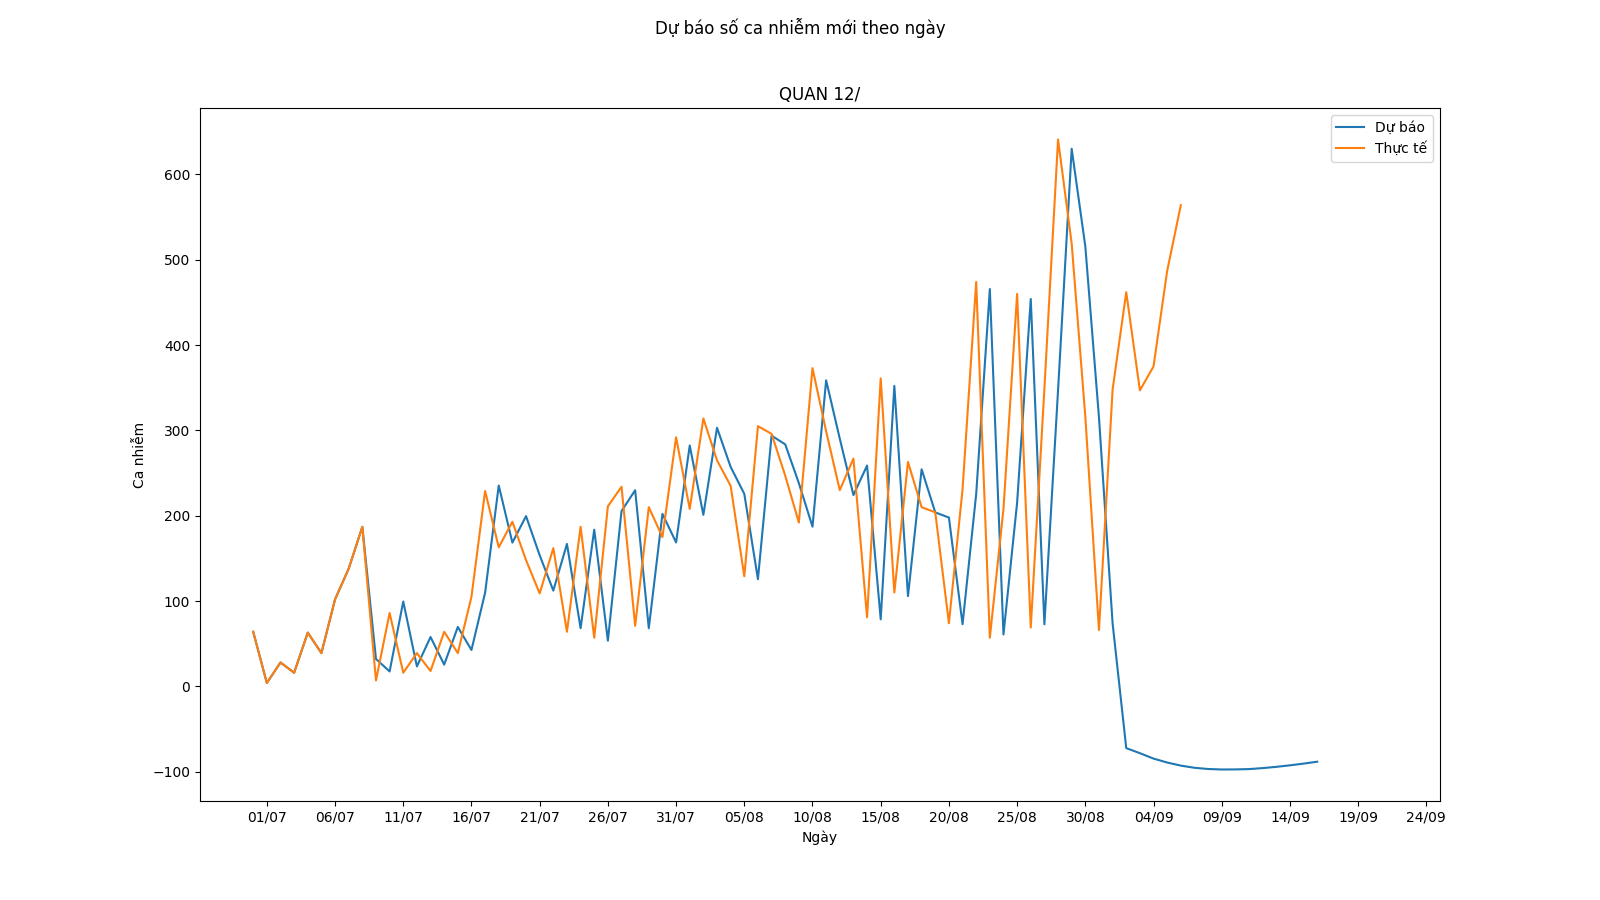 Dự báo số ca nhiễm mới theo ngày
QUAN 12/
Dự báo
Thực tế
600
500
400
300
200
100
0
−100
Ca nhiễm
01/07 06/07 11/07 16/07 21/07 26/07 31/07 05/08 10/08 15/08 20/08 25/08 30/08 04/09 09/09 14/09 19/09 24/09
Ngày